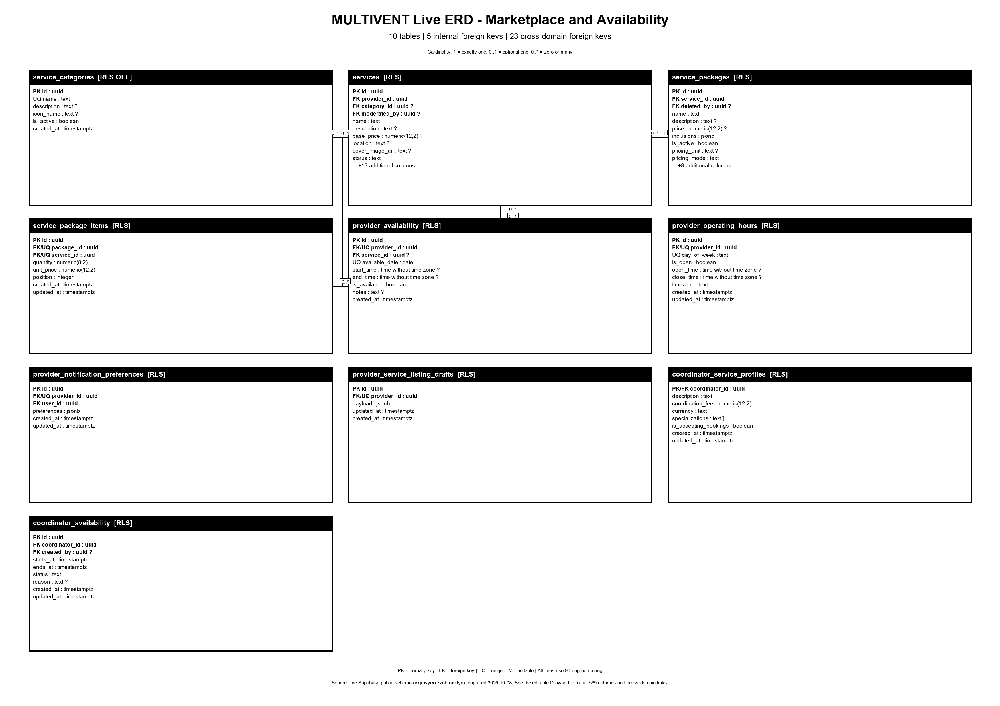 MULTIVENT Live ERD - Marketplace and Availability
10 tables | 5 internal foreign keys | 23 cross-domain foreign keys
Cardinality: 1 = exactly one; 0..1 = optional one; 0..* = zero or many
service_categories [RLS OFF]
PK id : uuid
UQ name : text
description : text ?
icon_name : text ?
is_active : boolean
created_at : timestamptz
0..*
0..1
services [RLS]
PK id : uuid
FK provider_id : uuid
FK category_id : uuid ?
FK moderated_by : uuid ?
name : text
description : text ?
base_price : numeric(12,2) ?
location : text ?
cover_image_url : text ?
status : text
... +13 additional columns
0..*
1
service_packages [RLS]
PK id : uuid
FK service_id : uuid
FK deleted_by : uuid ?
name : text
description : text ?
price : numeric(12,2) ?
inclusions : jsonb
is_active : boolean
pricing_unit : text ?
pricing_mode : text
... +8 additional columns
0..*
0..1
service_package_items [RLS]
PK id : uuid
FK/UQ package_id : uuid
FK/UQ service_id : uuid
quantity : numeric(8,2)
unit_price : numeric(12,2)
position : integer
created_at : timestamptz
updated_at : timestamptz
0..*
provider_availability [RLS]
PK id : uuid
FK/UQ provider_id : uuid
FK service_id : uuid ?
UQ available_date : date
start_time : time without time zone ?
end_time : time without time zone ?
is_available : boolean
notes : text ?
created_at : timestamptz
provider_operating_hours [RLS]
PK id : uuid
FK/UQ provider_id : uuid
UQ day_of_week : text
is_open : boolean
open_time : time without time zone ?
close_time : time without time zone ?
timezone : text
created_at : timestamptz
updated_at : timestamptz
provider_notification_preferences [RLS]
PK id : uuid
FK/UQ provider_id : uuid
FK user_id : uuid
preferences : jsonb
created_at : timestamptz
updated_at : timestamptz
provider_service_listing_drafts [RLS]
PK id : uuid
FK/UQ provider_id : uuid
payload : jsonb
updated_at : timestamptz
created_at : timestamptz
coordinator_service_profiles [RLS]
PK/FK coordinator_id : uuid
description : text
coordination_fee : numeric(12,2)
currency : text
specializations : text[]
is_accepting_bookings : boolean
created_at : timestamptz
updated_at : timestamptz
coordinator_availability [RLS]
PK id : uuid
FK coordinator_id : uuid
FK created_by : uuid ?
starts_at : timestamptz
ends_at : timestamptz
status : text
reason : text ?
created_at : timestamptz
updated_at : timestamptz
PK = primary key | FK = foreign key | UQ = unique | ? = nullable | All lines use 90-degree routing
Source: live Supabase public schema (vkjmyyrxxzznbrgxzfyn), captured 2026-10-08. See the editable Draw.io file for all 569 columns and cross-domain links.